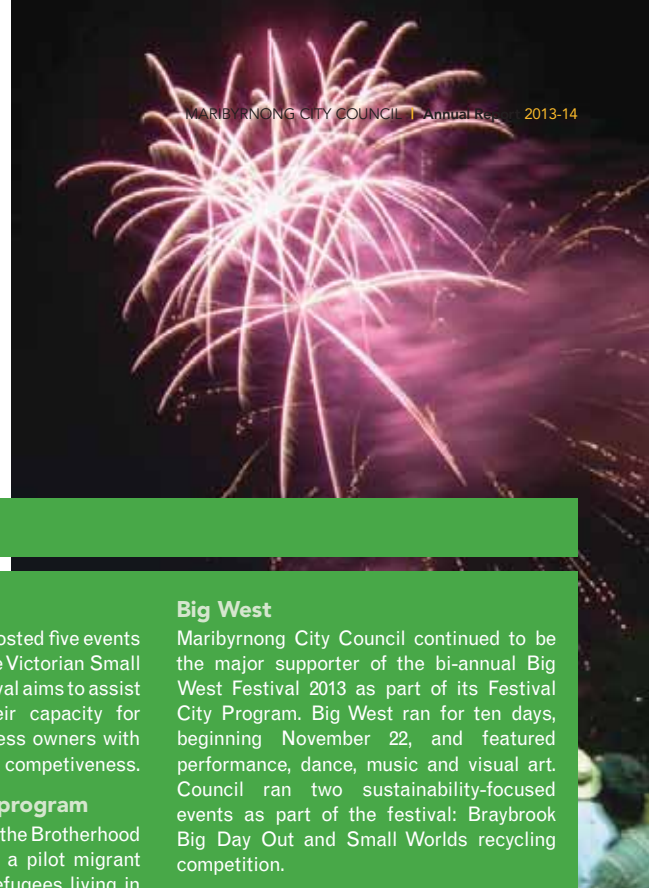 MARIBYRNONG CITY COUNCIL I Annual Report 2013-14
osted five events
Victorian Small
val aims to assist
eir capacity for
ess owners with
competiveness.
program
the Brotherhood
a pilot migrant
efugees living in
Big West
Maribyrnong City Council continued to be
the major supporter of the bi-annual Big
West Festival 2013 as part of its Festival
City Program. Big West ran for ten days,
beginning November 22, and featured
performance, dance, music and visual art.
Council ran two sustainability-focused
events as part of the festival: Braybrook
Big Day Out and Small Worlds recycling
competition.